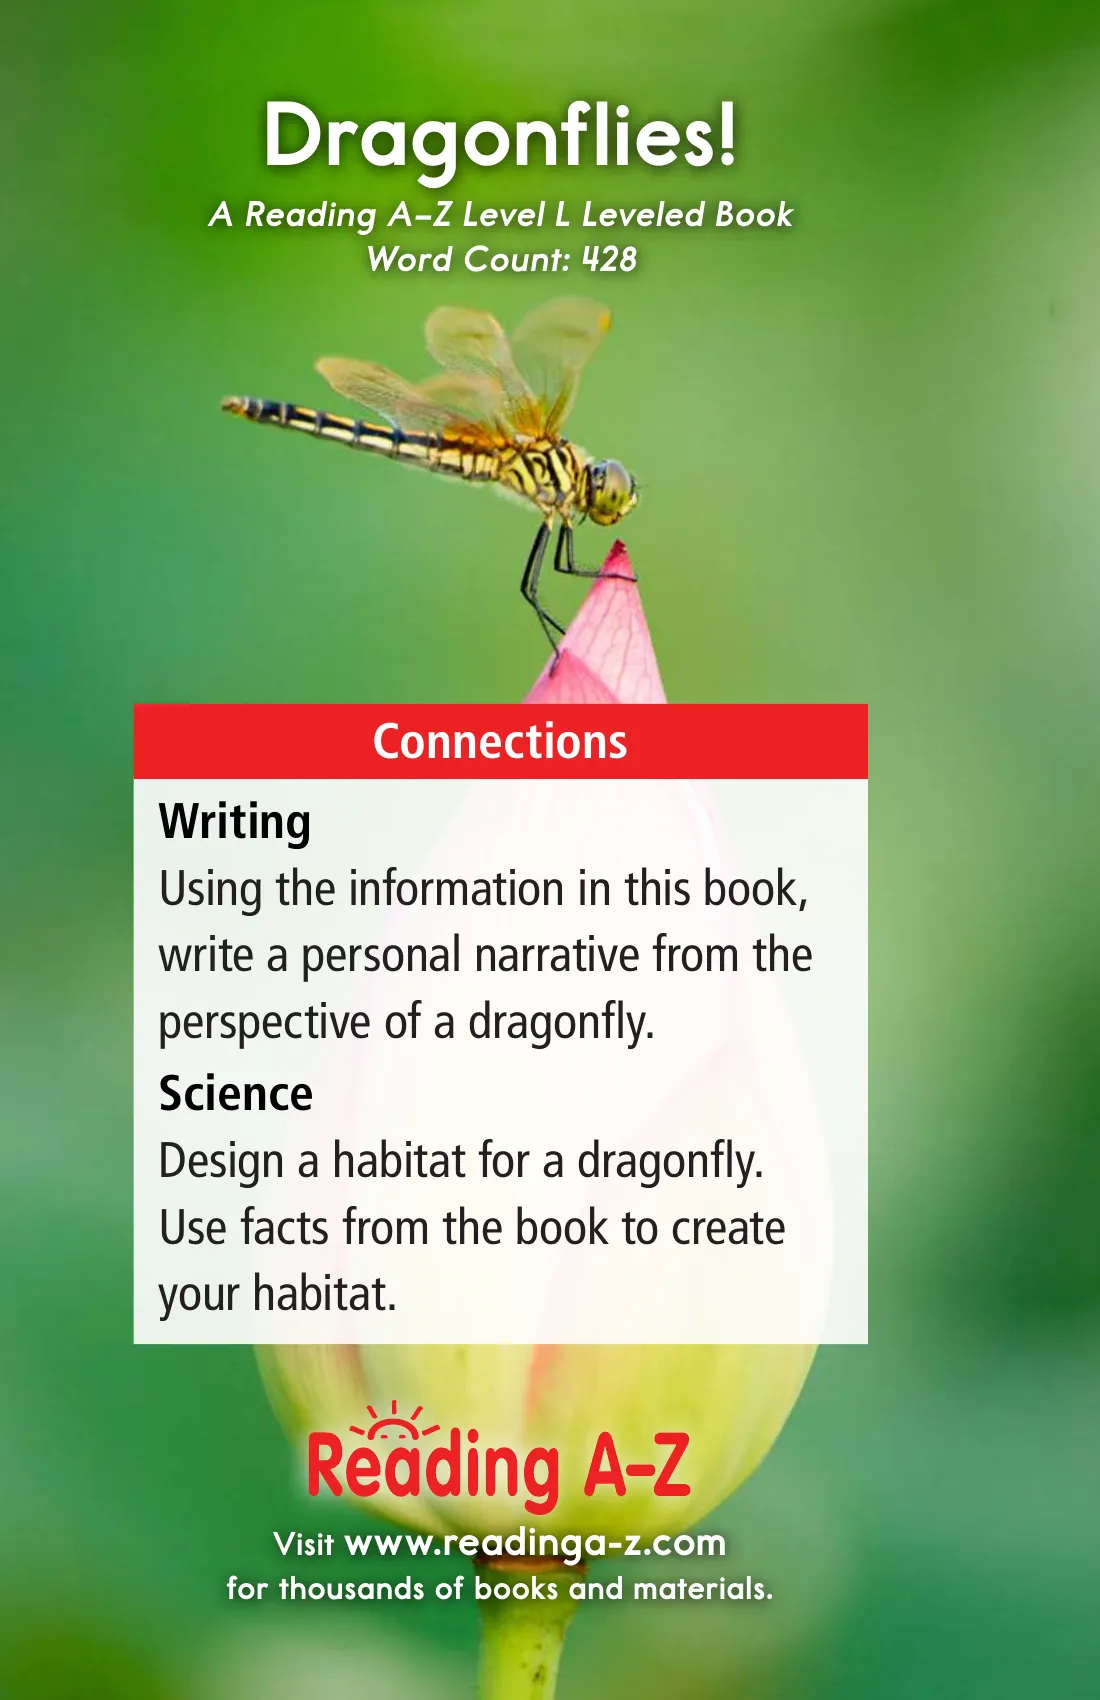 Dragonflies!
A Reading A–Z Level L Leveled Book
Word Count: 428
Connections
Writing
Using the information in this book,
write a personal narrative from the
perspective of a dragonfly.
Science
Design a habitat for a dragonfly.
Use facts from the book to create
your habitat.
Reading A–Z
Visit www.readinga-z.com
for thousands of books and materials.